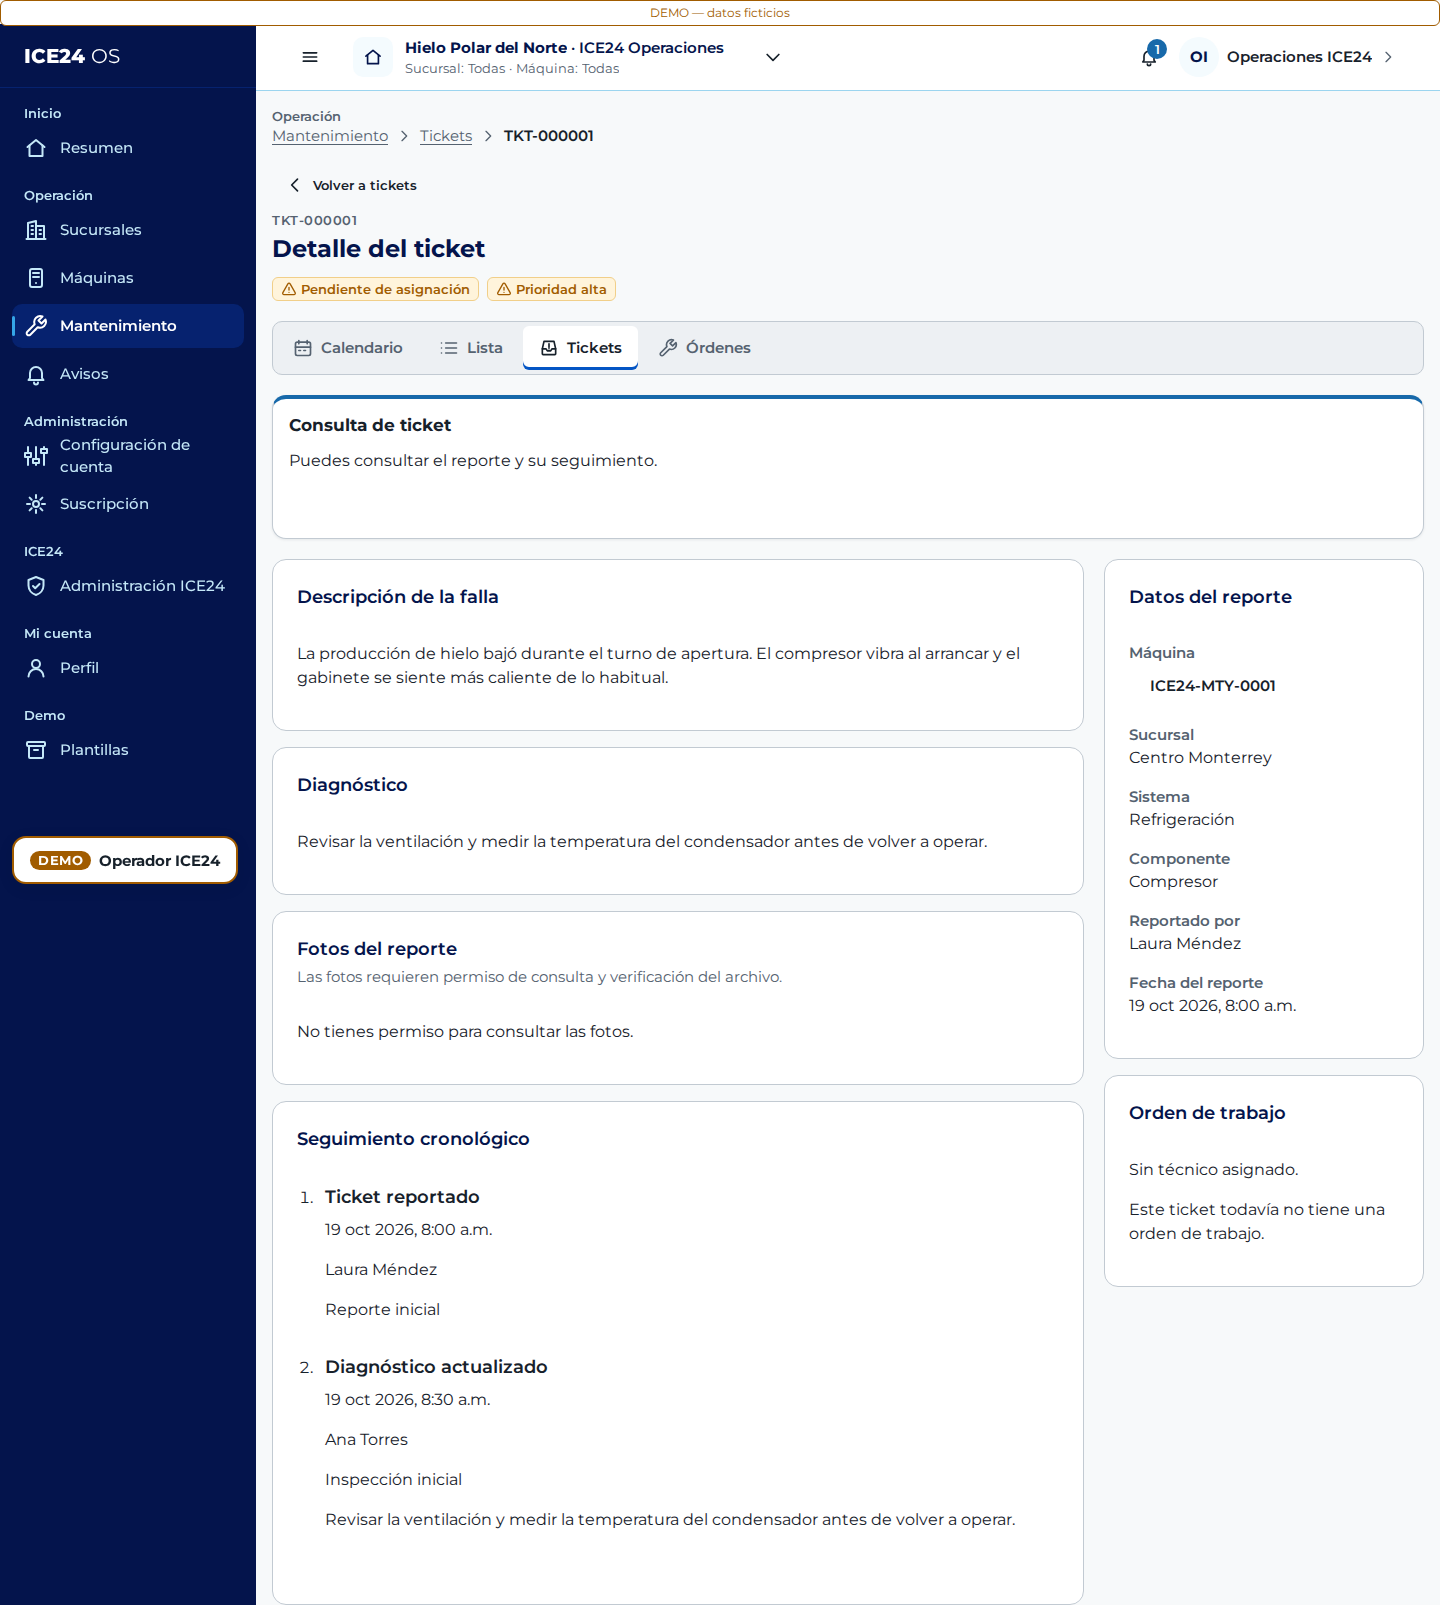 DEMO — datos ficticios
ICE24 OS
Inicio
Resumen
Operación
Sucursales
Máquinas
Mantenimiento
Avisos
Administración
Configuración de
cuenta
Suscripción
ICE24
Administración ICE24
Mi cuenta
Perfil
Demo
Plantillas
DEMO Operador ICE24
Hielo Polar del Norte · ICE24 Operaciones
Sucursal: Todas · Máquina: Todas
1
OI
Operaciones ICE24
Operación
Mantenimiento
Tickets
TKT-000001
Volver a tickets
TKT-000001
Detalle del ticket
Pendiente de asignación
Prioridad alta
Calendario
Lista
Tickets
Órdenes
Consulta de ticket
Puedes consultar el reporte y su seguimiento.
Descripción de la falla
La producción de hielo bajó durante el turno de apertura. El compresor vibra al arrancar y el
gabinete se siente más caliente de lo habitual.
Diagnóstico
Revisar la ventilación y medir la temperatura del condensador antes de volver a operar.
Fotos del reporte
Las fotos requieren permiso de consulta y verificación del archivo.
No tienes permiso para consultar las fotos.
Seguimiento cronológico
1. Ticket reportado
19 oct 2026, 8:00 a.m.
Laura Méndez
Reporte inicial
2. Diagnóstico actualizado
19 oct 2026, 8:30 a.m.
Ana Torres
Inspección inicial
Revisar la ventilación y medir la temperatura del condensador antes de volver a operar.
Datos del reporte
Máquina
ICE24-MTY-0001
Sucursal
Centro Monterrey
Sistema
Refrigeración
Componente
Compresor
Reportado por
Laura Méndez
Fecha del reporte
19 oct 2026, 8:00 a.m.
Orden de trabajo
Sin técnico asignado.
Este ticket todavía no tiene una
orden de trabajo.